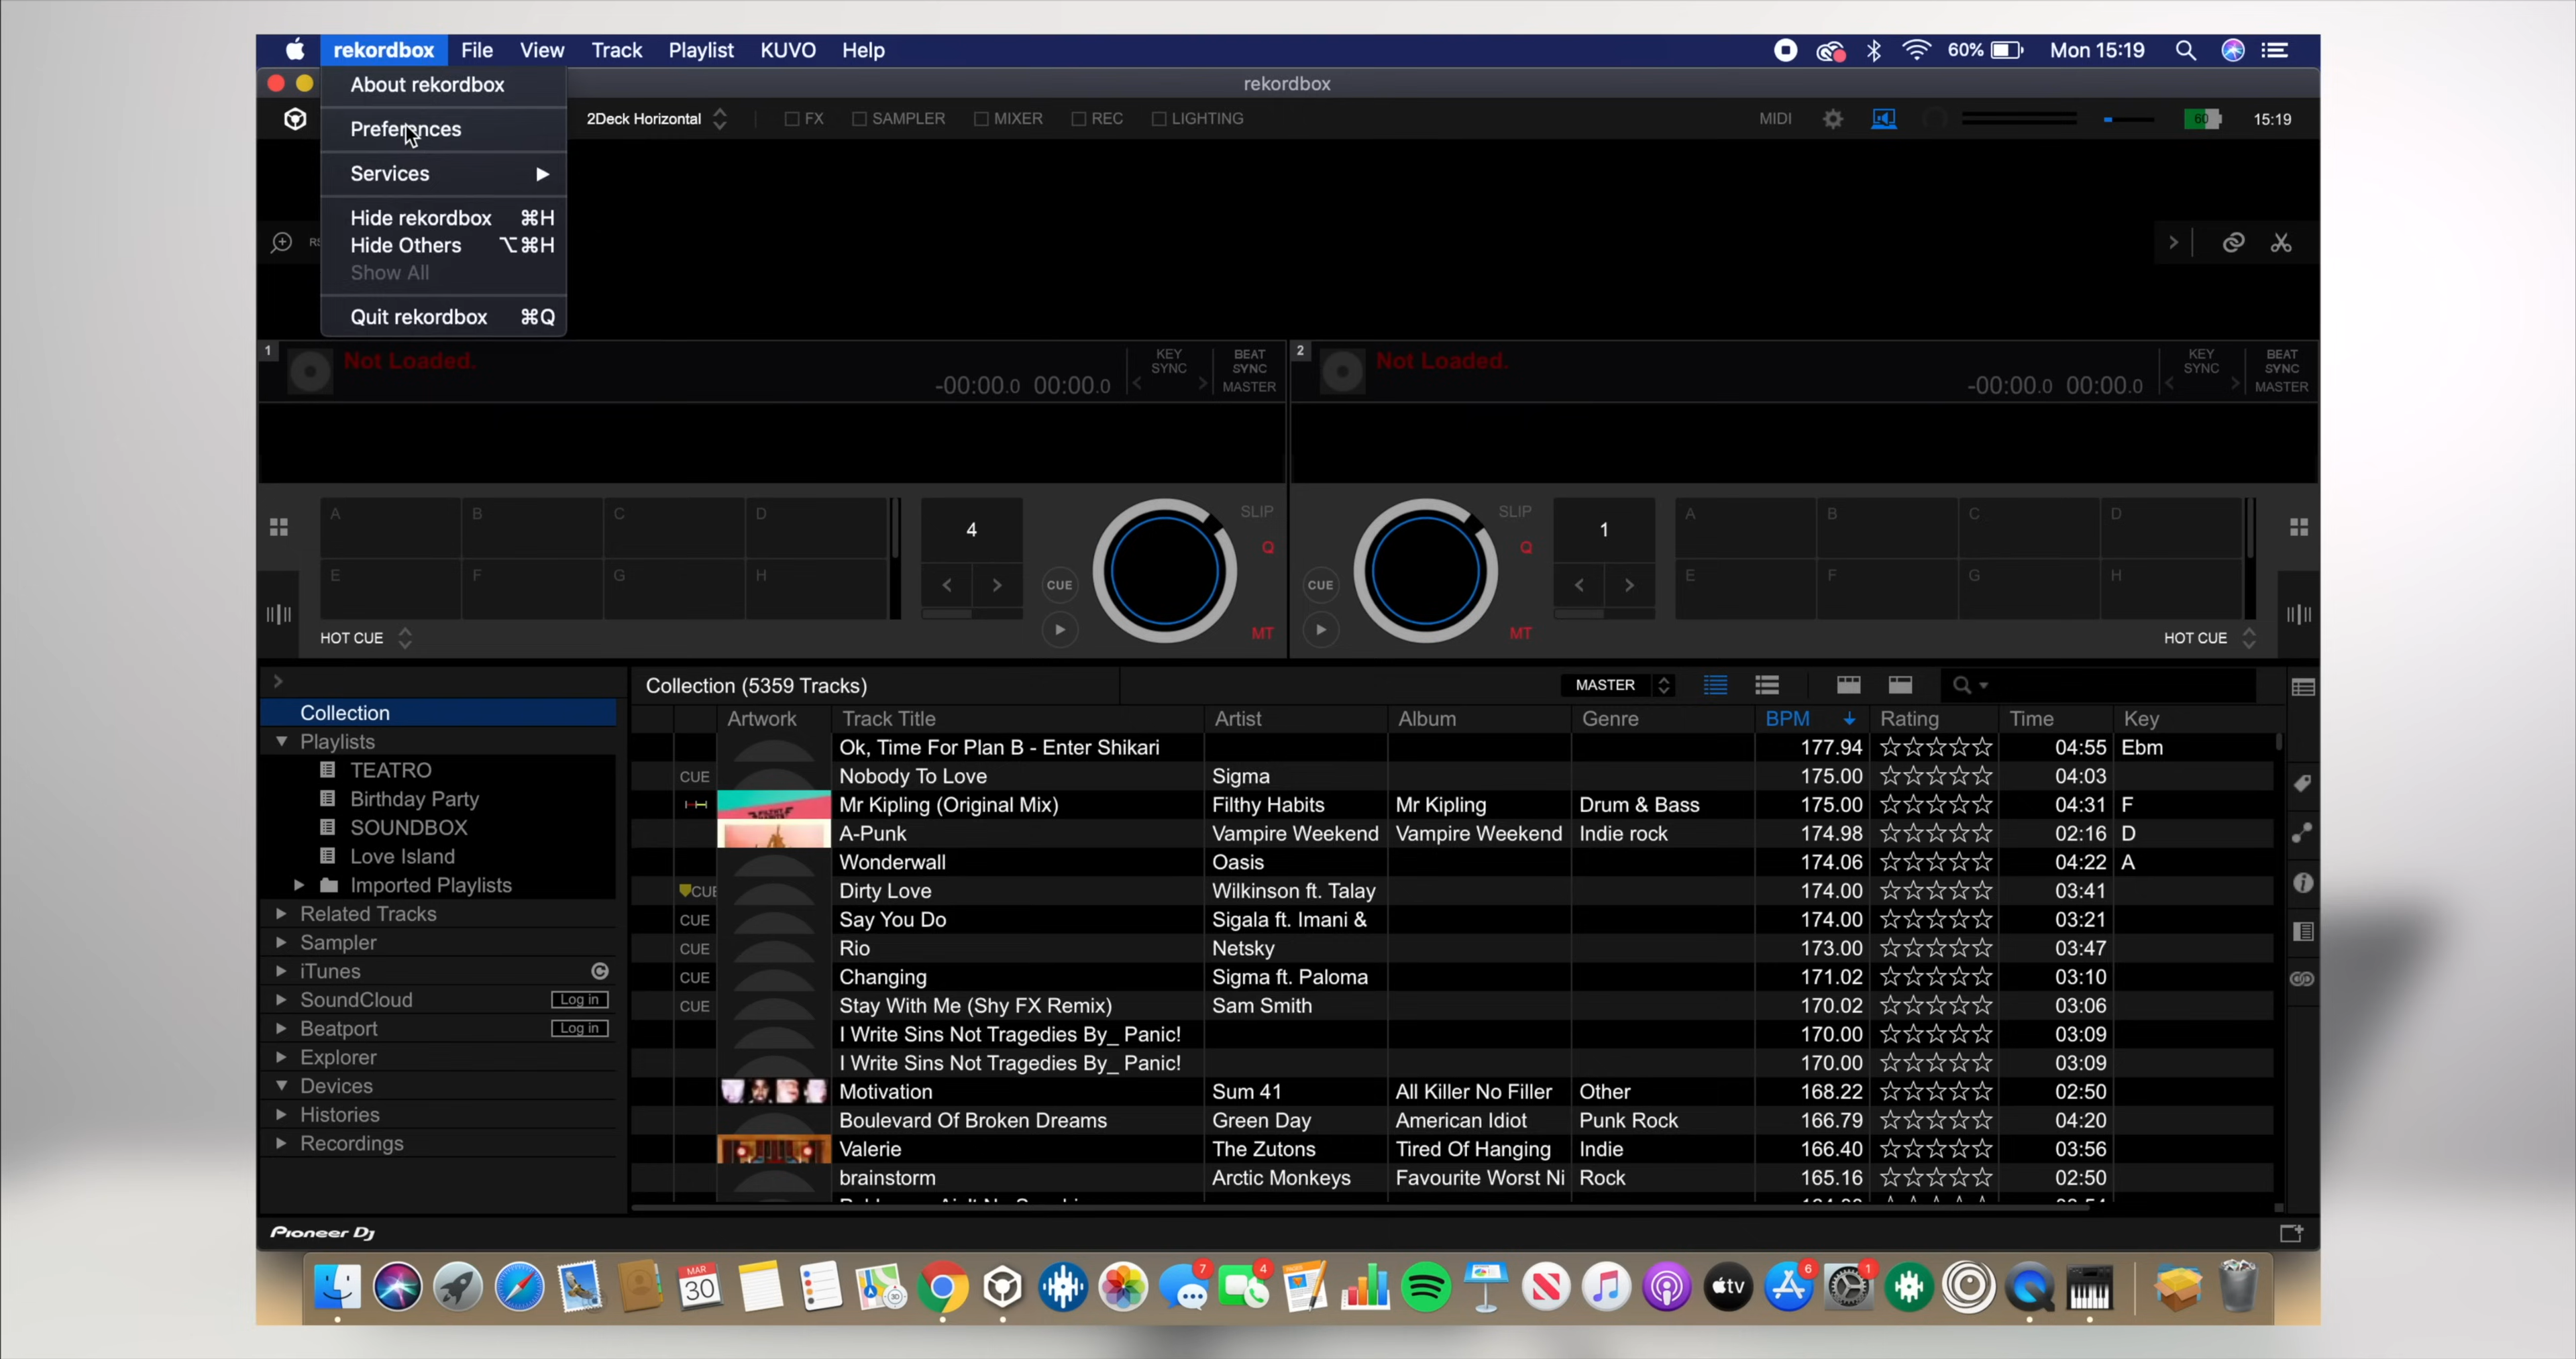 rekordbox File View Track Playlist KUVO Help 60% Mon 15:19
rekordbox
About rekordbox
Preferences
Services
Hide rekordbox ⌘H
Hide Others ⌥⌘H
Show All
Quit rekordbox ⌘Q
2Deck Horizontal FX SAMPLER MIXER REC LIGHTING MIDI 60 15:19
1 Not Loaded. -00:00.0 00:00.0 KEY SYNC BEAT SYNC MASTER
2 Not Loaded. -00:00.0 00:00.0 KEY SYNC BEAT SYNC MASTER
A B C D 4 SLIP
Q
E F G H CUE
HOT CUE MT
SLIP 1 A B C D
Q
CUE E F G H
MT HOT CUE
Collection
Playlists
TEATRO
Birthday Party
SOUNDBOX
Love Island
Imported Playlists
Related Tracks
Sampler
iTunes
SoundCloud Log in
Beatport Log in
Explorer
Devices
Histories
Recordings
Collection (5359 Tracks) MASTER
Artwork Track Title Artist Album Genre BPM Rating Time Key
Ok, Time For Plan B - Enter Shikari 177.94 04:55 Ebm
CUE Nobody To Love Sigma 175.00 04:03
Mr Kipling (Original Mix) Filthy Habits Mr Kipling Drum & Bass 175.00 04:31 F
A-Punk Vampire Weekend Vampire Weekend Indie rock 174.98 02:16 D
Wonderwall Oasis 174.06 04:22 A
CUE Dirty Love Wilkinson ft. Talay 174.00 03:41
CUE Say You Do Sigala ft. Imani & 174.00 03:21
CUE Rio Netsky 173.00 03:47
CUE Changing Sigma ft. Paloma 171.02 03:10
CUE Stay With Me (Shy FX Remix) Sam Smith 170.02 03:06
I Write Sins Not Tragedies By_ Panic! 170.00 03:09
I Write Sins Not Tragedies By_ Panic! 170.00 03:09
Motivation Sum 41 All Killer No Filler Other 168.22 02:50
Boulevard Of Broken Dreams Green Day American Idiot Punk Rock 166.79 04:20
Valerie The Zutons Tired Of Hanging Indie 166.40 03:56
brainstorm Arctic Monkeys Favourite Worst Ni Rock 165.16 02:50
Pioneer Dj
MAR 30 7 4 tv 6 1